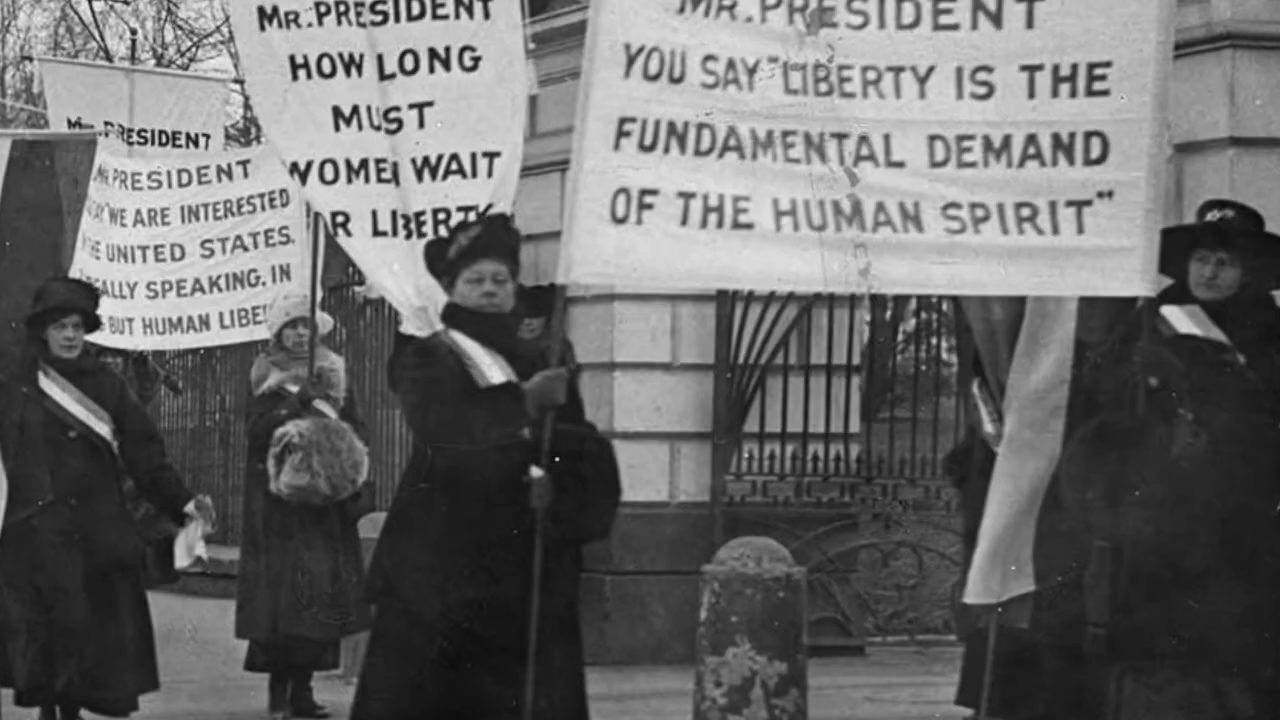 MR. PRESIDENT
MR. PRESIDENT
WE ARE INTERESTED
UNITED STATES,
SPEAKING, IN
BUT HUMAN
MR. PRESIDENT
HOW LONG
MUST
WOMEN WAIT
LIBERTY
MR. PRESIDENT
YOU SAY "LIBERTY IS THE
FUNDAMENTAL DEMAND
OF THE HUMAN SPIRIT"